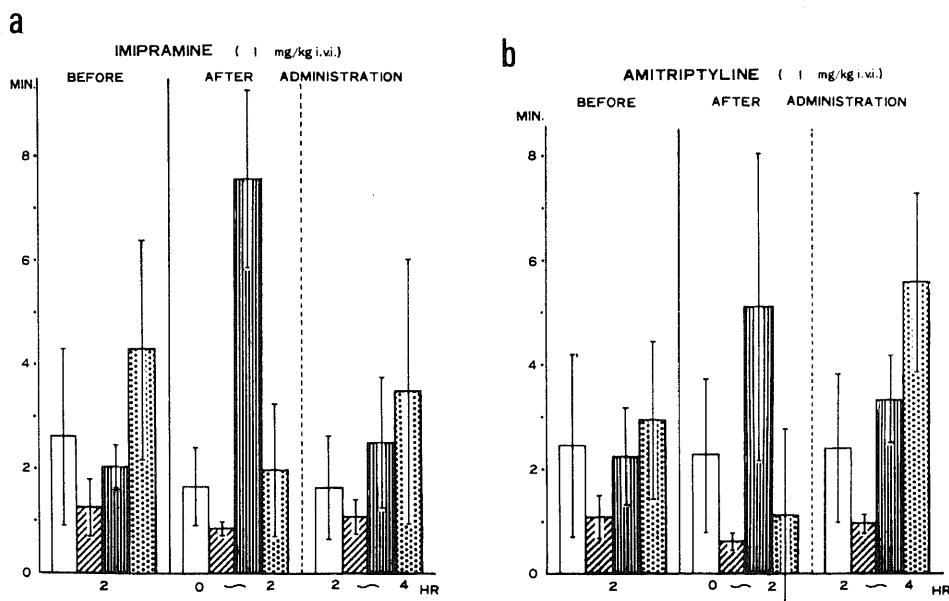 a
IMIPRAMINE ( 1 mg/kg i.v.i.)
MIN. BEFORE AFTER ADMINISTRATION
8
6
4
2
0
2 0 ~ 2 2 ~ 4 HR
b
AMITRIPTYLINE ( 1 mg/kg i.v.i.)
MIN. BEFORE AFTER ADMINISTRATION
8
6
4
2
0
2 0 ~ 2 2 ~ 4 HR